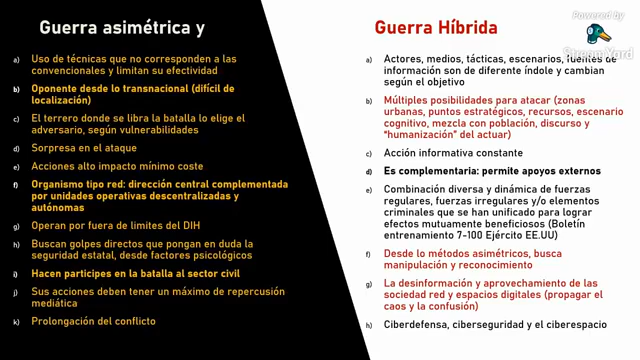 Guerra asimétrica y
a) Uso de técnicas que no corresponden a las
convencionales y limitan su efectividad
b) Oponente desde lo transnacional (difícil de
localización)
c) El terrero donde se libra la batalla lo elige el
adversario, según vulnerabilidades
d) Sorpresa en el ataque
e) Acciones alto impacto mínimo coste
f) Organismo tipo red: dirección central complementada
por unidades operativas descentralizadas y
autónomas
g) Operan por fuera de limites del DIH
h) Buscan golpes directos que pongan en duda la
seguridad estatal, desde factores psicológicos
i) Hacen participes en la batalla al sector civil
j) Sus acciones deben tener un máximo de repercusión
mediática
k) Prolongación del conflicto
Guerra Híbrida
a) Actores, medios, tácticas, escenarios, fuentes de
información son de diferente índole y cambian
según el objetivo
b) Múltiples posibilidades para atacar (zonas
urbanas, puntos estratégicos, recursos, escenario
cognitivo, mezcla con población, discurso y
"humanización" del actuar)
c) Acción informativa constante
d) Es complementaria: permite apoyos externos
e) Combinación diversa y dinámica de fuerzas
regulares, fuerzas irregulares y/o elementos
criminales que se han unificado para lograr
efectos mutuamente beneficiosos (Boletín
entrenamiento 7-100 Ejército EE.UU)
f) Desde lo métodos asimétricos, busca
manipulación y reconocimiento
g) La desinformación y aprovechamiento de las
sociedad red y espacios digitales (propagar el
caos y la confusión)
h) Ciberdefensa, ciberseguridad y el ciberespacio
Powered by
StreamYard